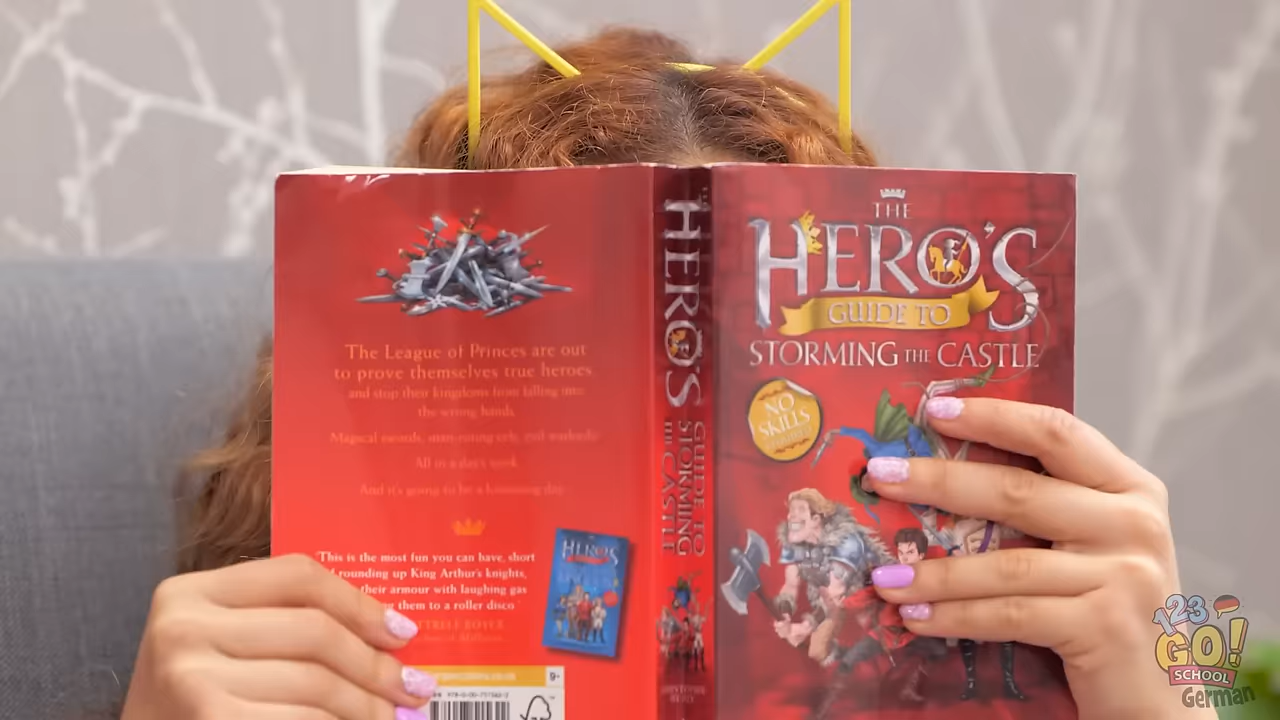 The League of Princes are out
to prove themselves true heroes
and stop their kingdoms from falling into
the wrong hands.
All in a day's work.
This is the most fun you can have, short
rounding up King Arthur's knights,
their armour with laughing gas
them to a roller disco
HERO'S
9+
THE HERO'S GUIDE TO STORMING THE CASTLE
THE
HERO'S
GUIDE TO
STORMING THE CASTLE
NO
SKILLS
123
GO!
SCHOOL
German